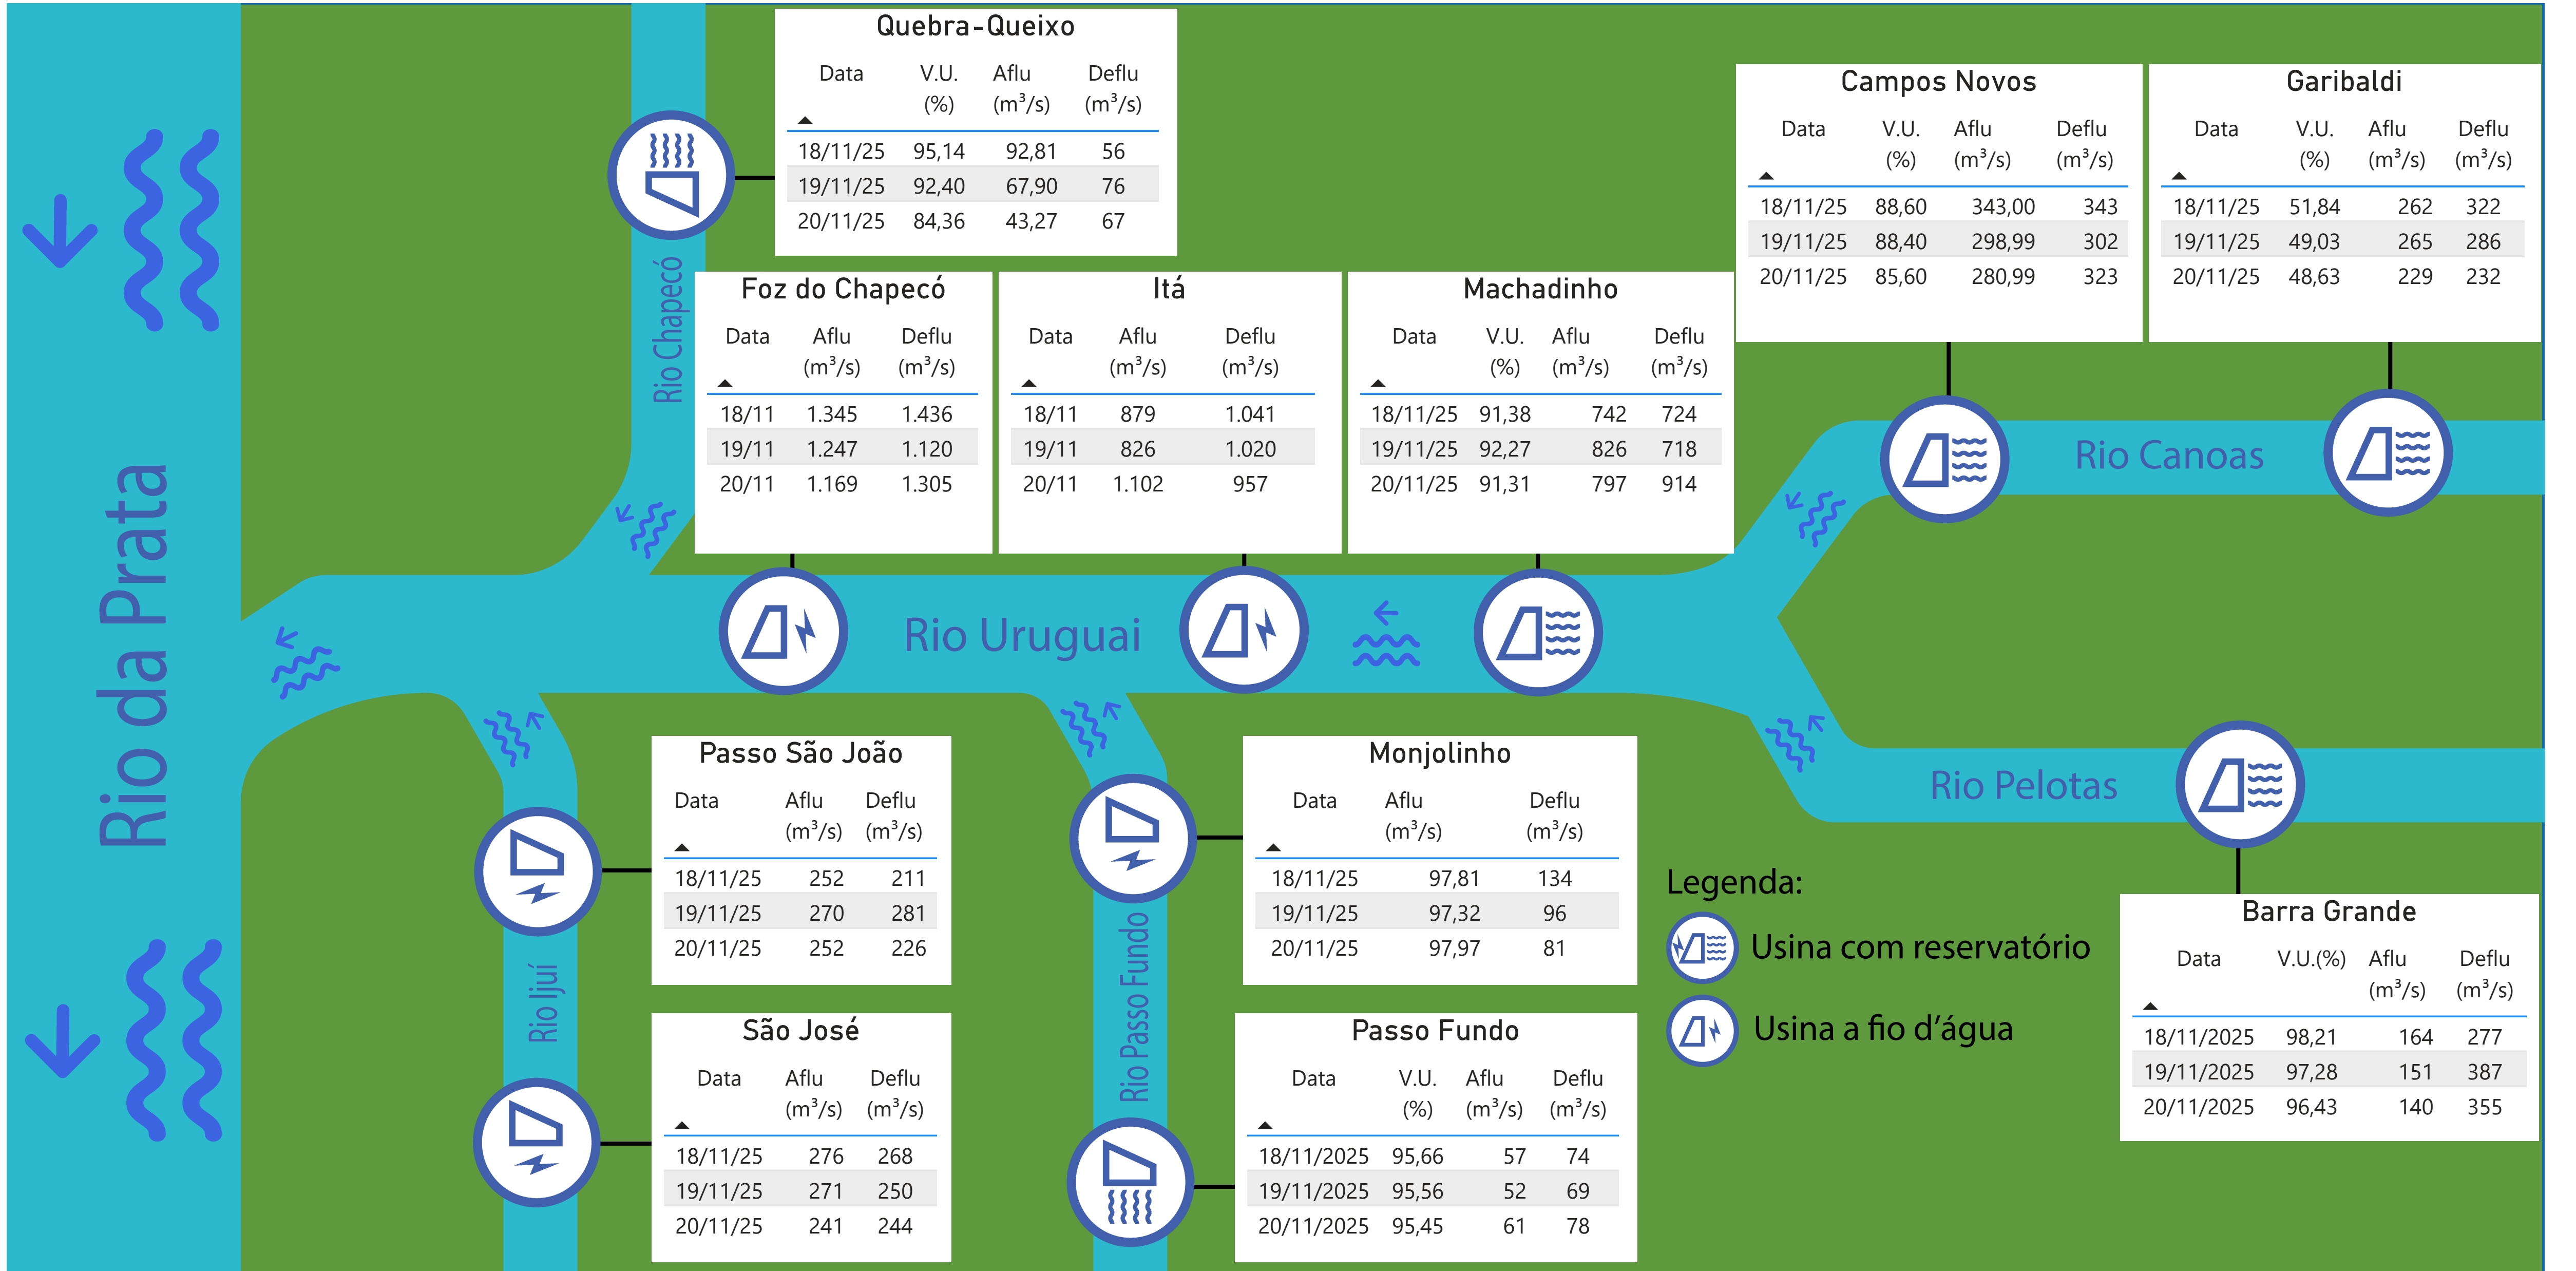 Quebra-Queixo
Data V.U. (%) Aflu (m³/s) Deflu (m³/s)
18/11/25 95,14 92,81 56
19/11/25 92,40 67,90 76
20/11/25 84,36 43,27 67
Campos Novos
Data V.U. (%) Aflu (m³/s) Deflu (m³/s)
18/11/25 88,60 343,00 343
19/11/25 88,40 298,99 302
20/11/25 85,60 280,99 323
Garibaldi
Data V.U. (%) Aflu (m³/s) Deflu (m³/s)
18/11/25 51,84 262 322
19/11/25 49,03 265 286
20/11/25 48,63 229 232
Rio Chapecó
Foz do Chapecó
Data Aflu (m³/s) Deflu (m³/s)
18/11 1.345 1.436
19/11 1.247 1.120
20/11 1.169 1.305
Itá
Data Aflu (m³/s) Deflu (m³/s)
18/11 879 1.041
19/11 826 1.020
20/11 1.102 957
Machadinho
Data V.U. (%) Aflu (m³/s) Deflu (m³/s)
18/11/25 91,38 742 724
19/11/25 92,27 826 718
20/11/25 91,31 797 914
Rio Canoas
Rio da Prata
Rio Uruguai
Rio Pelotas
Passo São João
Data Aflu (m³/s) Deflu (m³/s)
18/11/25 252 211
19/11/25 270 281
20/11/25 252 226
Monjolinho
Data Aflu (m³/s) Deflu (m³/s)
18/11/25 97,81 134
19/11/25 97,32 96
20/11/25 97,97 81
Legenda:
Usina com reservatório
Usina a fio d’água
Barra Grande
Data V.U.(%) Aflu (m³/s) Deflu (m³/s)
18/11/2025 98,21 164 277
19/11/2025 97,28 151 387
20/11/2025 96,43 140 355
Rio Ijuí
São José
Data Aflu (m³/s) Deflu (m³/s)
18/11/25 276 268
19/11/25 271 250
20/11/25 241 244
Rio Passo Fundo
Passo Fundo
Data V.U. (%) Aflu (m³/s) Deflu (m³/s)
18/11/2025 95,66 57 74
19/11/2025 95,56 52 69
20/11/2025 95,45 61 78